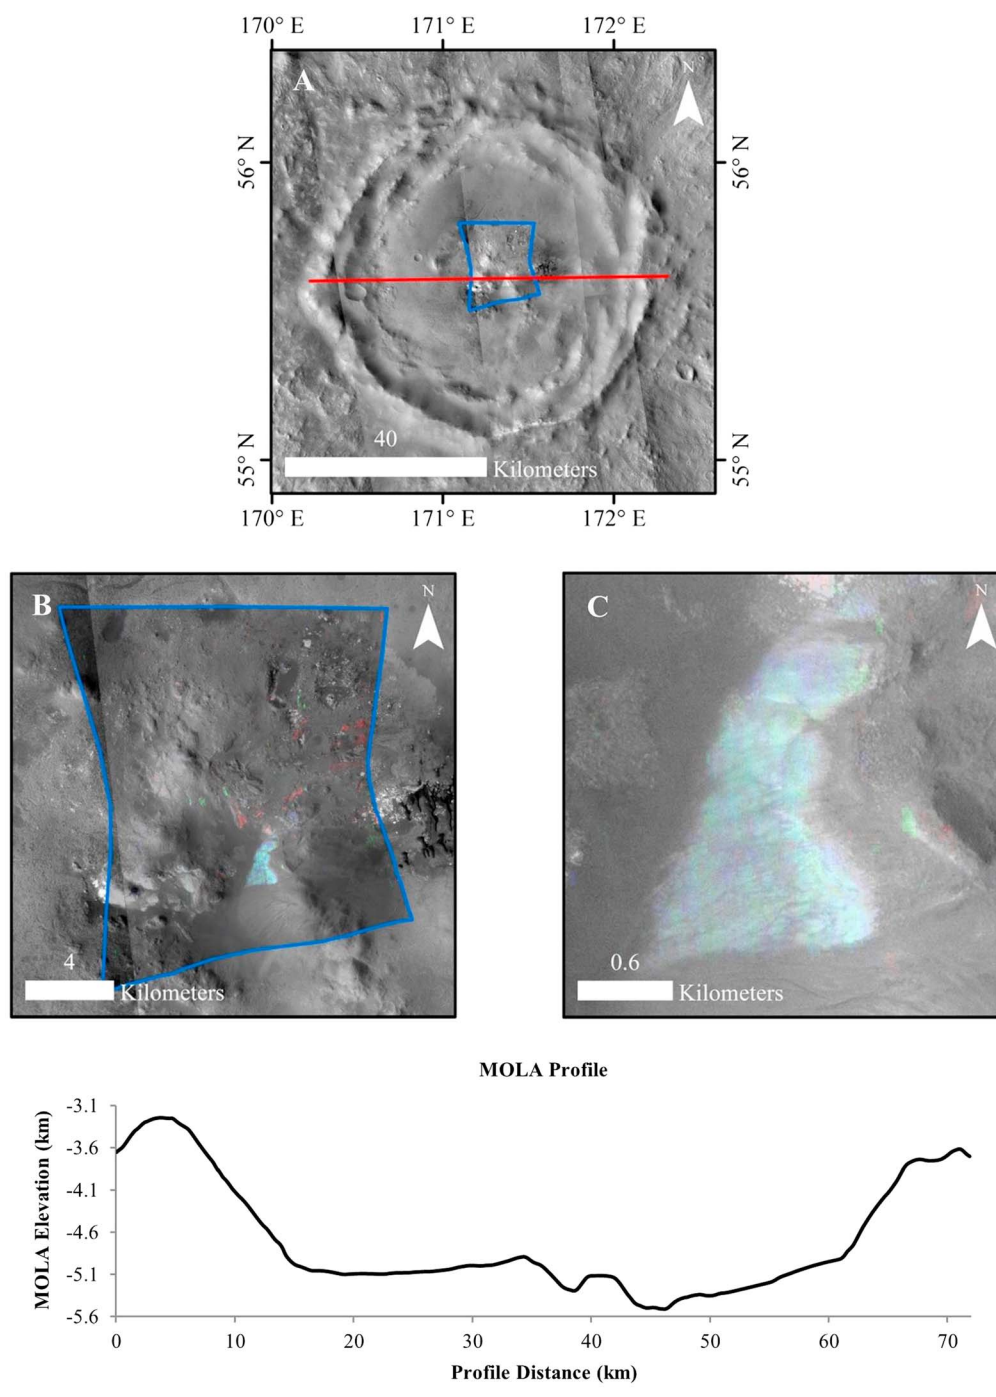 170° E 171° E 172° E
A
N
56° N 56° N
55° N 55° N
40
Kilometers
170° E 171° E 172° E
B
N
4
Kilometers
C
N
0.6
Kilometers
MOLA Profile
MOLA Elevation (km)
-3.1
-3.6
-4.1
-4.6
-5.1
-5.6
0 10 20 30 40 50 60 70
Profile Distance (km)